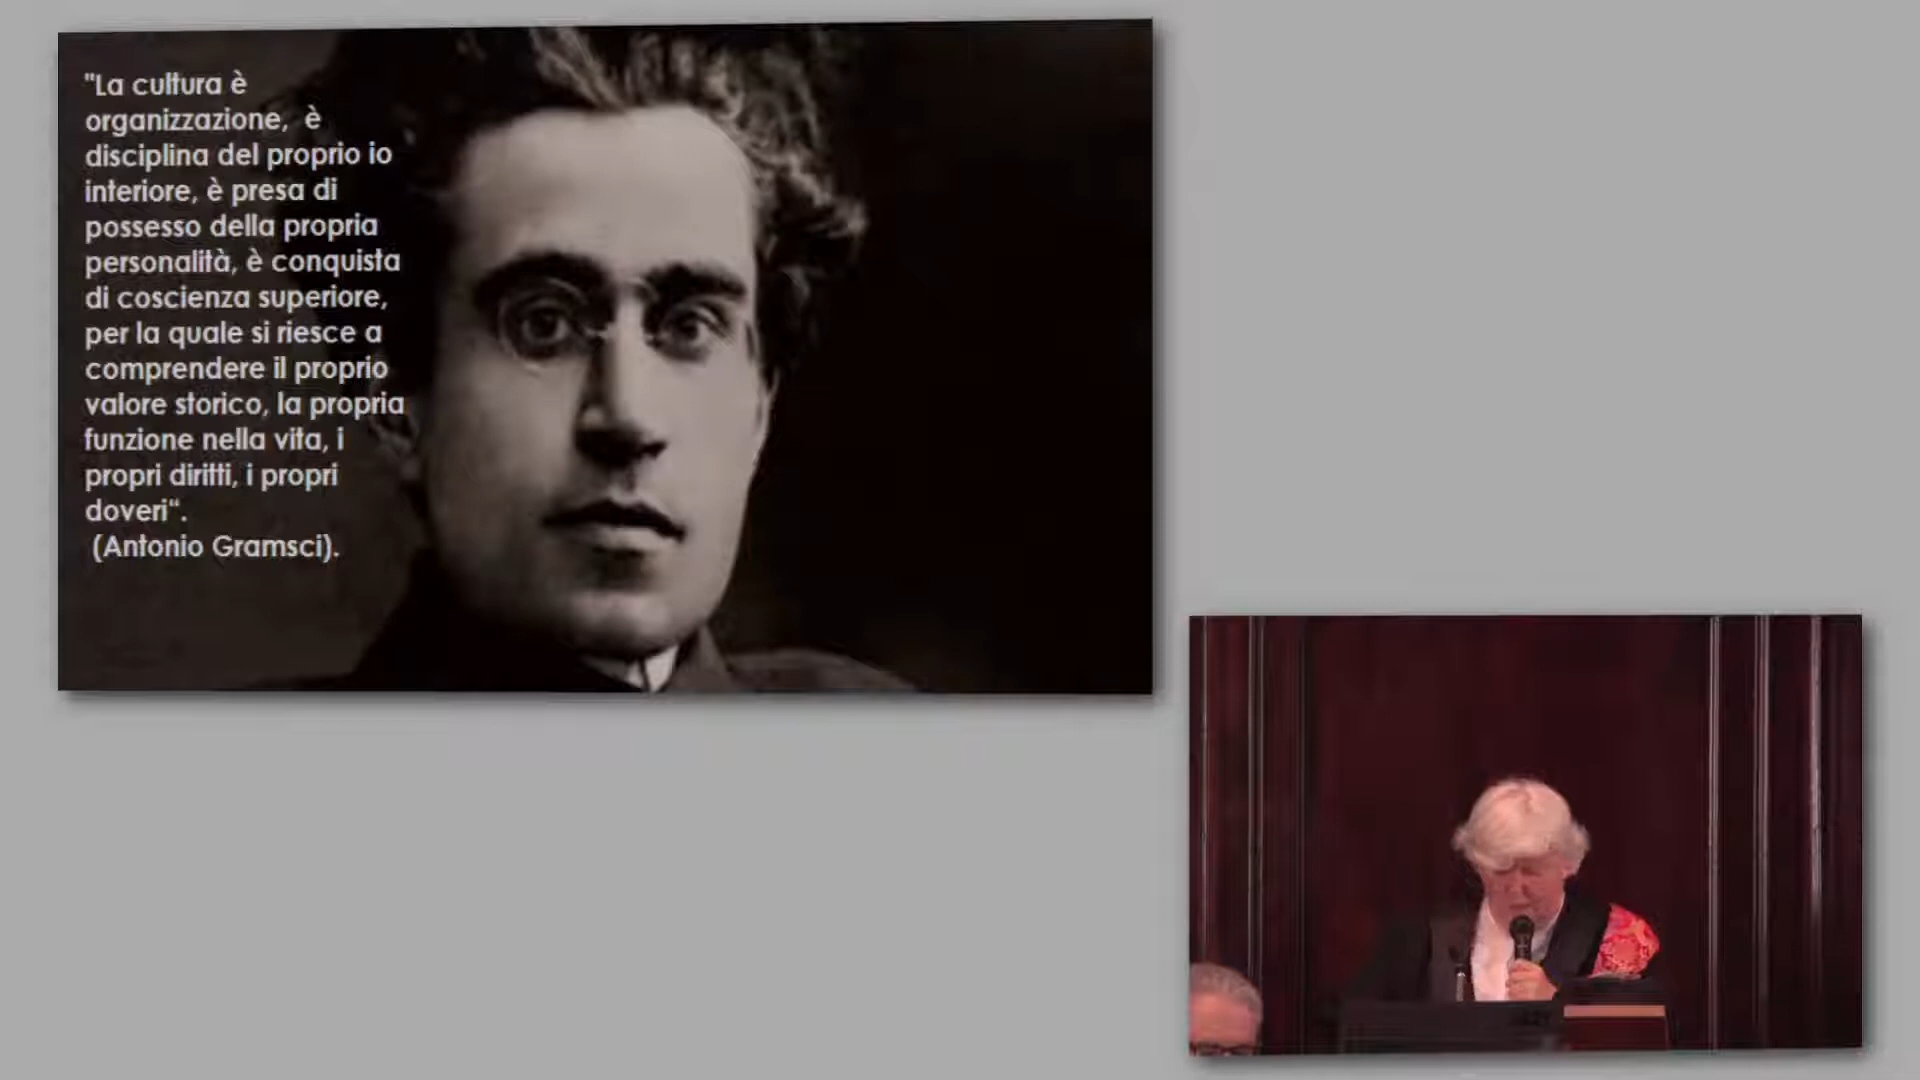 "La cultura è
organizzazione,  è
disciplina del proprio io
interiore, è presa di
possesso della propria
personalità, è conquista
di coscienza superiore,
per la quale si riesce a
comprendere il proprio
valore storico, la propria
funzione nella vita, i
propri diritti, i propri
doveri“.
(Antonio Gramsci).